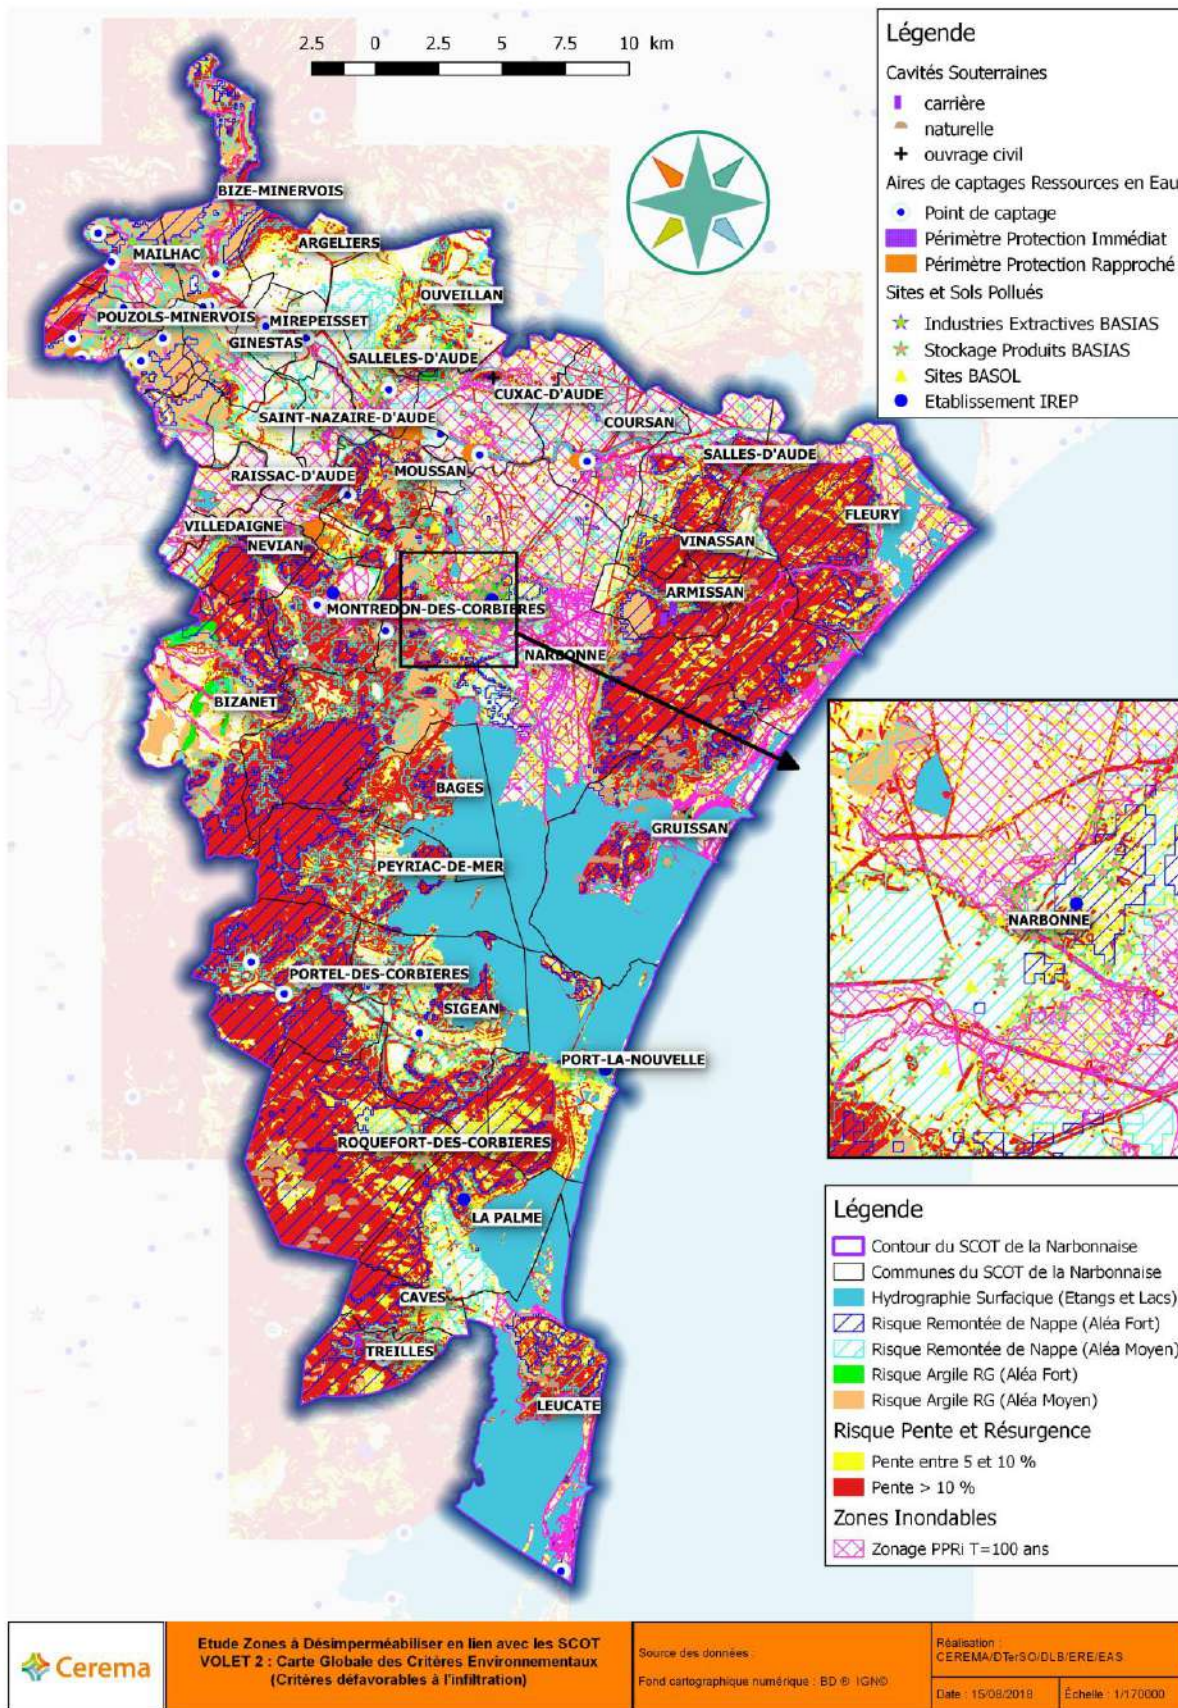 2.5 0 2.5 5 7.5 10 km
Légende
Cavités Souterraines
carrière
naturelle
ouvrage civil
Aires de captages Ressources en Eau
Point de captage
Périmètre Protection Immédiat
Périmètre Protection Rapproché
Sites et Sols Pollués
Industries Extractives BASIAS
Stockage Produits BASIAS
Sites BASOL
Etablissement IREP
BIZE-MINERVOIS
ARGELIERS
MAILHAC
OUVEILLAN
POUZOLS-MINERVOIS
MIREPEISSET
GINESTAS
SALLELES-D'AUDE
CUXAC-D'AUDE
SAINT-NAZAIRE-D'AUDE
COURSAN
SALLES-D'AUDE
MOUSSAN
RAISSAC-D'AUDE
FLEURY
VILLEDAIGNE
VINASSAN
NEVIAN
ARMISSAN
MONTREDON-DES-CORBIERES
NARBONNE
BIZANET
BAGES
GRUISSAN
PEYRIAC-DE-MER
NARBONNE
PORTEL-DES-CORBIERES
SIGEAN
PORT-LA-NOUVELLE
ROQUEFORT-DES-CORBIERES
LA PALME
CAVES
TREILLES
LEUCATE
Légende
Contour du SCOT de la Narbonnaise
Communes du SCOT de la Narbonnaise
Hydrographie Surfacique (Etangs et Lacs)
Risque Remontée de Nappe (Aléa Fort)
Risque Remontée de Nappe (Aléa Moyen)
Risque Argile RG (Aléa Fort)
Risque Argile RG (Aléa Moyen)
Risque Pente et Résurgence
Pente entre 5 et 10 %
Pente > 10 %
Zones Inondables
Zonage PPRi T=100 ans
Cerema
Etude Zones à Désimperméabiliser en lien avec les SCOT
VOLET 2 : Carte Globale des Critères Environnementaux
(Critères défavorables à l'infiltration)
Source des données :
Fond cartographique numérique : BD ® IGN©
Réalisation :
CEREMA/DTerSO/DLB/ERE/EAS
Date : 15/08/2018
Échelle : 1/170000